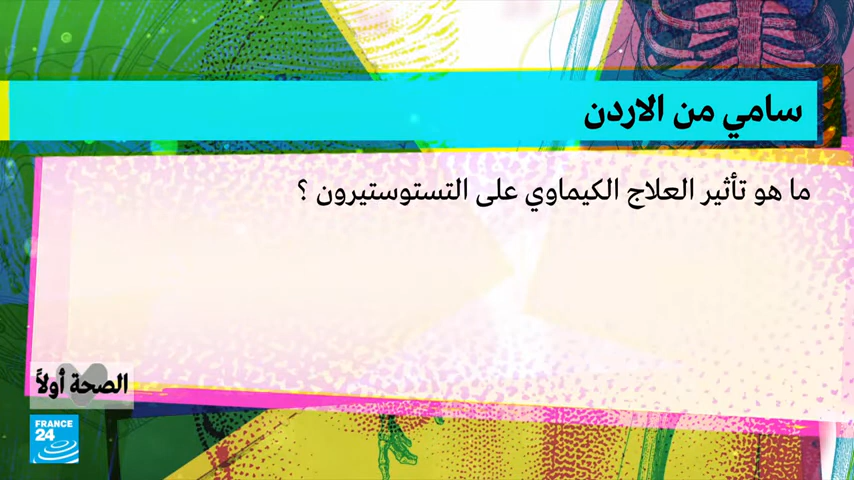 سامي من الاردن
ما هو تأثير العلاج الكيماوي على التستوستيرون ؟
الصحة أولاً
FRANCE
24